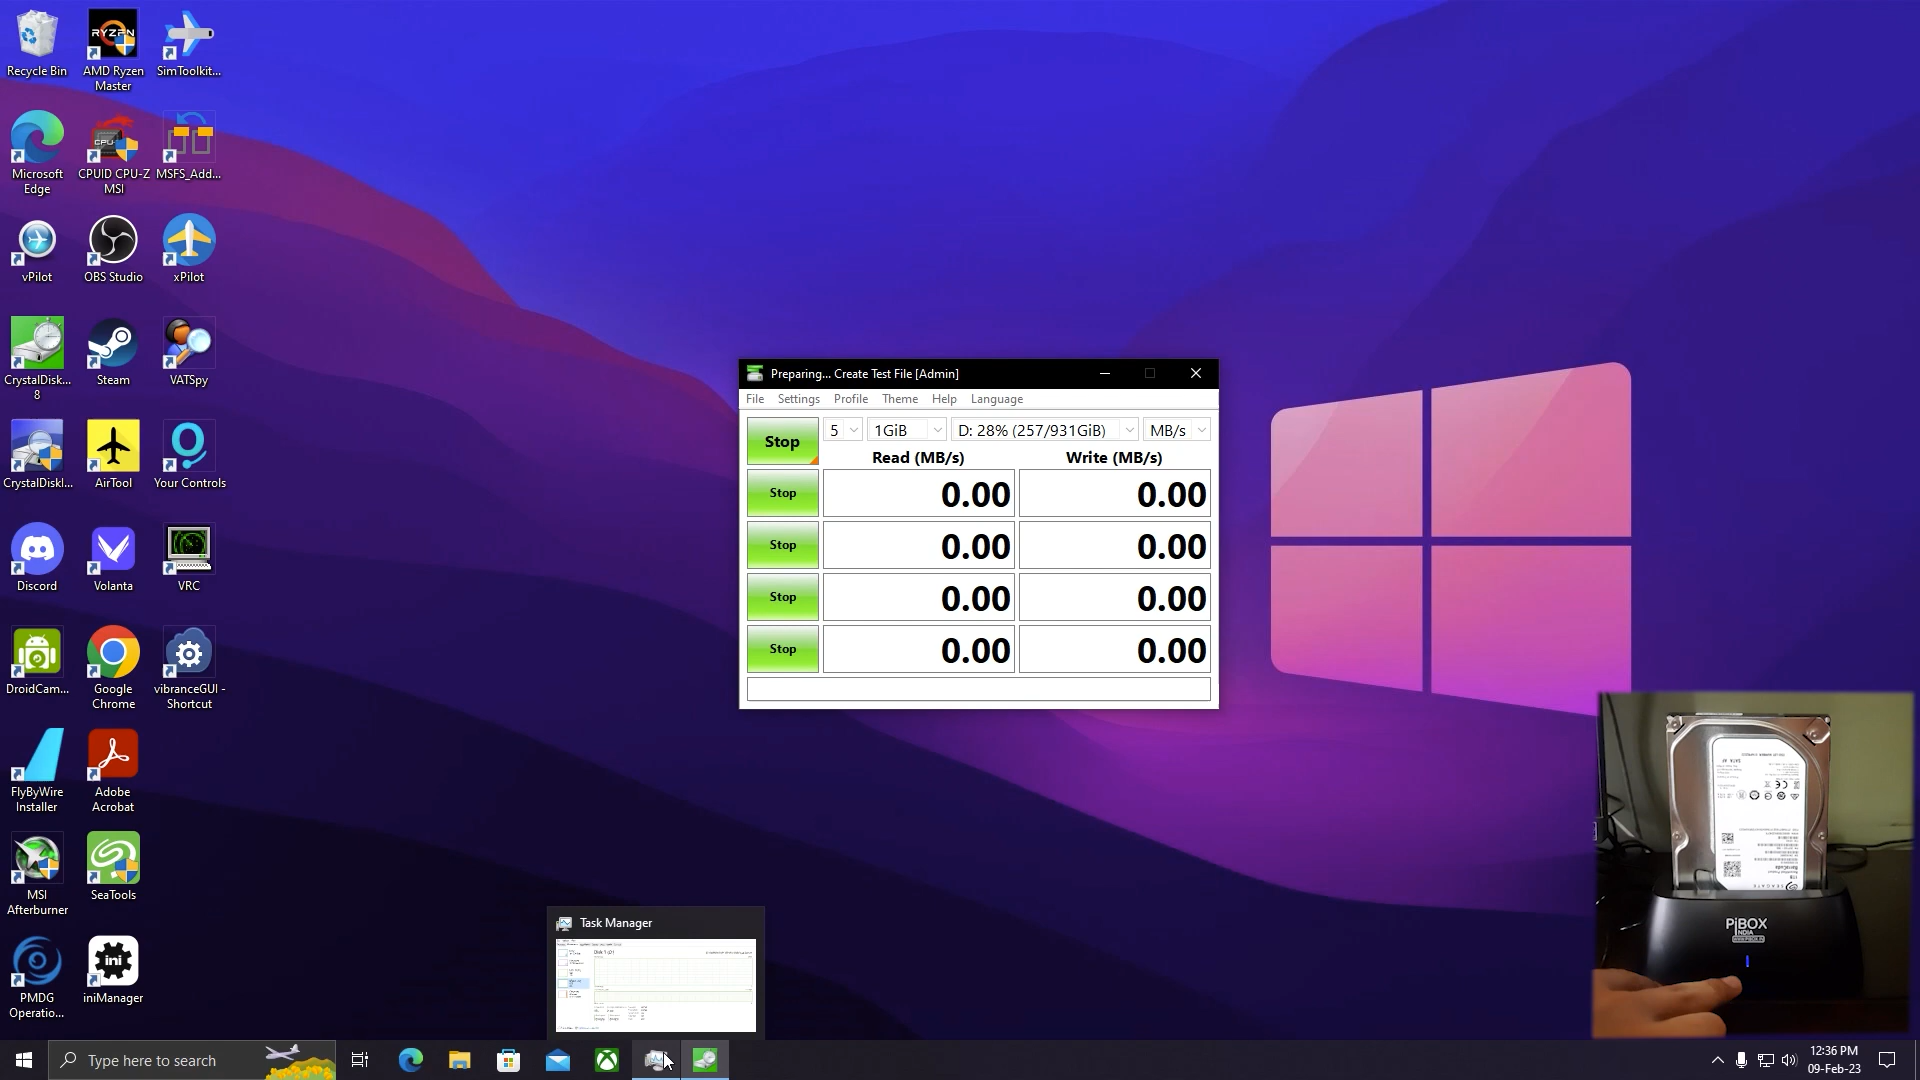 Recycle Bin
AMD Ryzen Master
SimToolkit...
Microsoft Edge
CPUID CPU-Z MSI
MSFS_Add...
vPilot
OBS Studio
xPilot
CrystalDisk... 8
Steam
VATSpy
CrystalDiskI...
AirTool
Your Controls
Discord
Volanta
VRC
DroidCam...
Google Chrome
vibranceGUI - Shortcut
FlyByWire Installer
Adobe Acrobat
MSI Afterburner
SeaTools
PMDG Operatio...
ini
iniManager
RYZEN
CPU
Preparing... Create Test File [Admin]
File Settings Profile Theme Help Language
Stop 5 1GiB D: 28% (257/931GiB) MB/s
Read (MB/s) Write (MB/s)
Stop 0.00 0.00
Stop 0.00 0.00
Stop 0.00 0.00
Stop 0.00 0.00
Task Manager
PiBOX
INDIA
Type here to search
12:36 PM
09-Feb-23